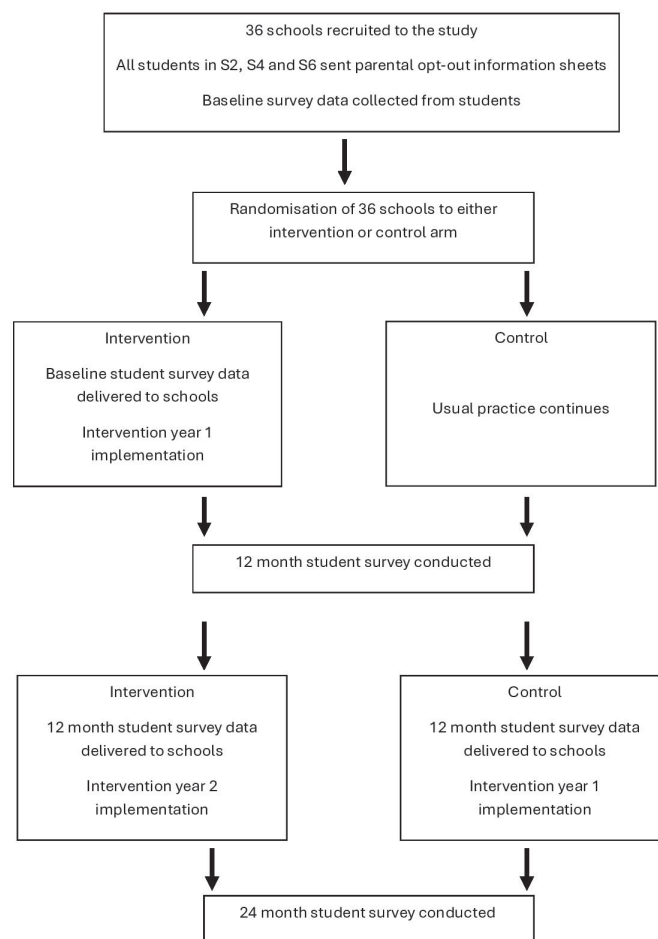 36 schools recruited to the study
All students in S2, S4 and S6 sent parental opt-out information sheets
Baseline survey data collected from students
Randomisation of 36 schools to either
intervention or control arm
Intervention
Baseline student survey data
delivered to schools
Intervention year 1
implementation
Control
Usual practice continues
12 month student survey conducted
Intervention
12 month student survey data
delivered to schools
Intervention year 2
implementation
Control
12 month student survey data
delivered to schools
Intervention year 1
implementation
24 month student survey conducted